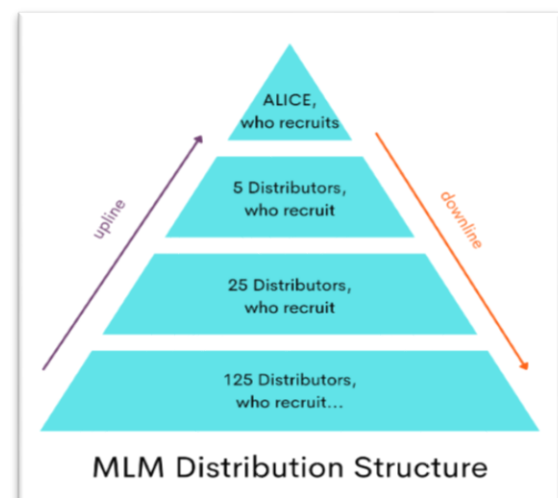 ALICE,
who recruits
5 Distributors,
who recruit
upline
downline
25 Distributors,
who recruit
125 Distributors,
who recruit...
MLM Distribution Structure